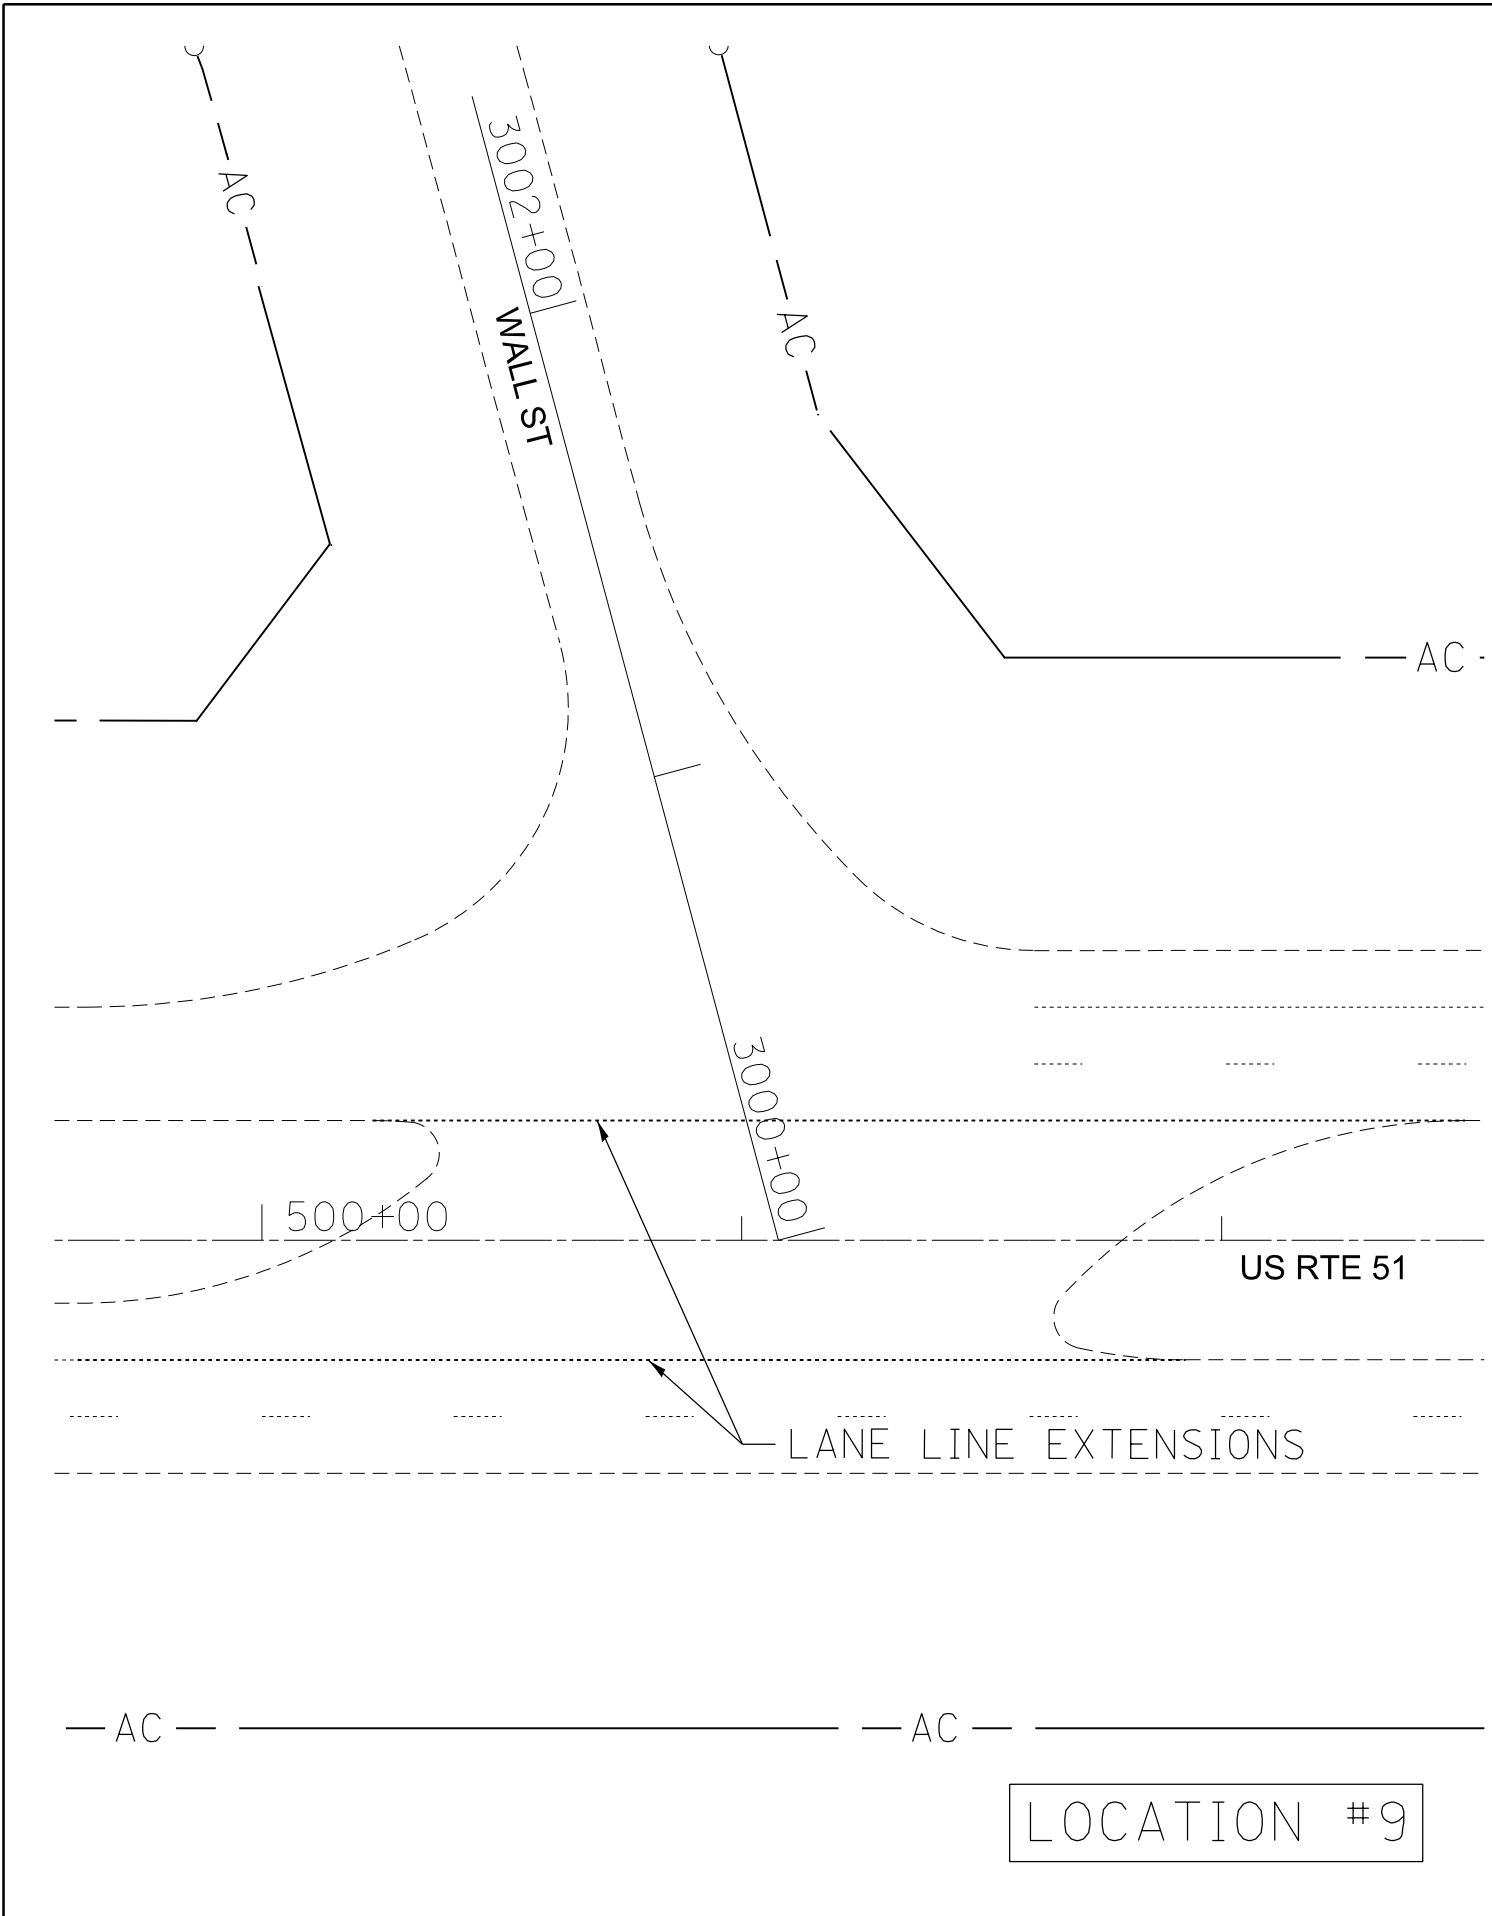 3002+00
AC
WALL ST
AC
AC
3000+00
500+00
US RTE 51
LANE LINE EXTENSIONS
AC
AC
LOCATION #9